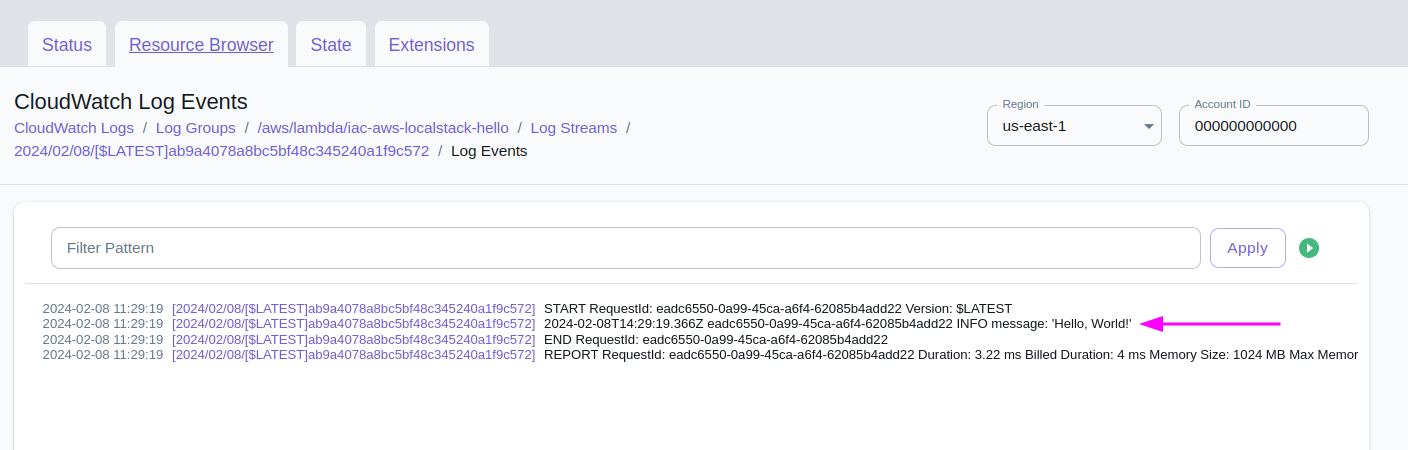 Status Resource Browser State Extensions
CloudWatch Log Events
CloudWatch Logs / Log Groups / /aws/lambda/iac-aws-localstack-hello / Log Streams /
2024/02/08/[$LATEST]ab9a4078a8bc5bf48c345240a1f9c572 / Log Events
Region
us-east-1
Account ID
000000000000
Filter Pattern
Apply
2024-02-08 11:29:19 [2024/02/08/[$LATEST]ab9a4078a8bc5bf48c345240a1f9c572] START RequestId: eadc6550-0a99-45ca-a6f4-62085b4add22 Version: $LATEST
2024-02-08 11:29:19 [2024/02/08/[$LATEST]ab9a4078a8bc5bf48c345240a1f9c572] 2024-02-08T14:29:19.366Z eadc6550-0a99-45ca-a6f4-62085b4add22 INFO message: 'Hello, World!'
2024-02-08 11:29:19 [2024/02/08/[$LATEST]ab9a4078a8bc5bf48c345240a1f9c572] END RequestId: eadc6550-0a99-45ca-a6f4-62085b4add22
2024-02-08 11:29:19 [2024/02/08/[$LATEST]ab9a4078a8bc5bf48c345240a1f9c572] REPORT RequestId: eadc6550-0a99-45ca-a6f4-62085b4add22 Duration: 3.22 ms Billed Duration: 4 ms Memory Size: 1024 MB Max Memor